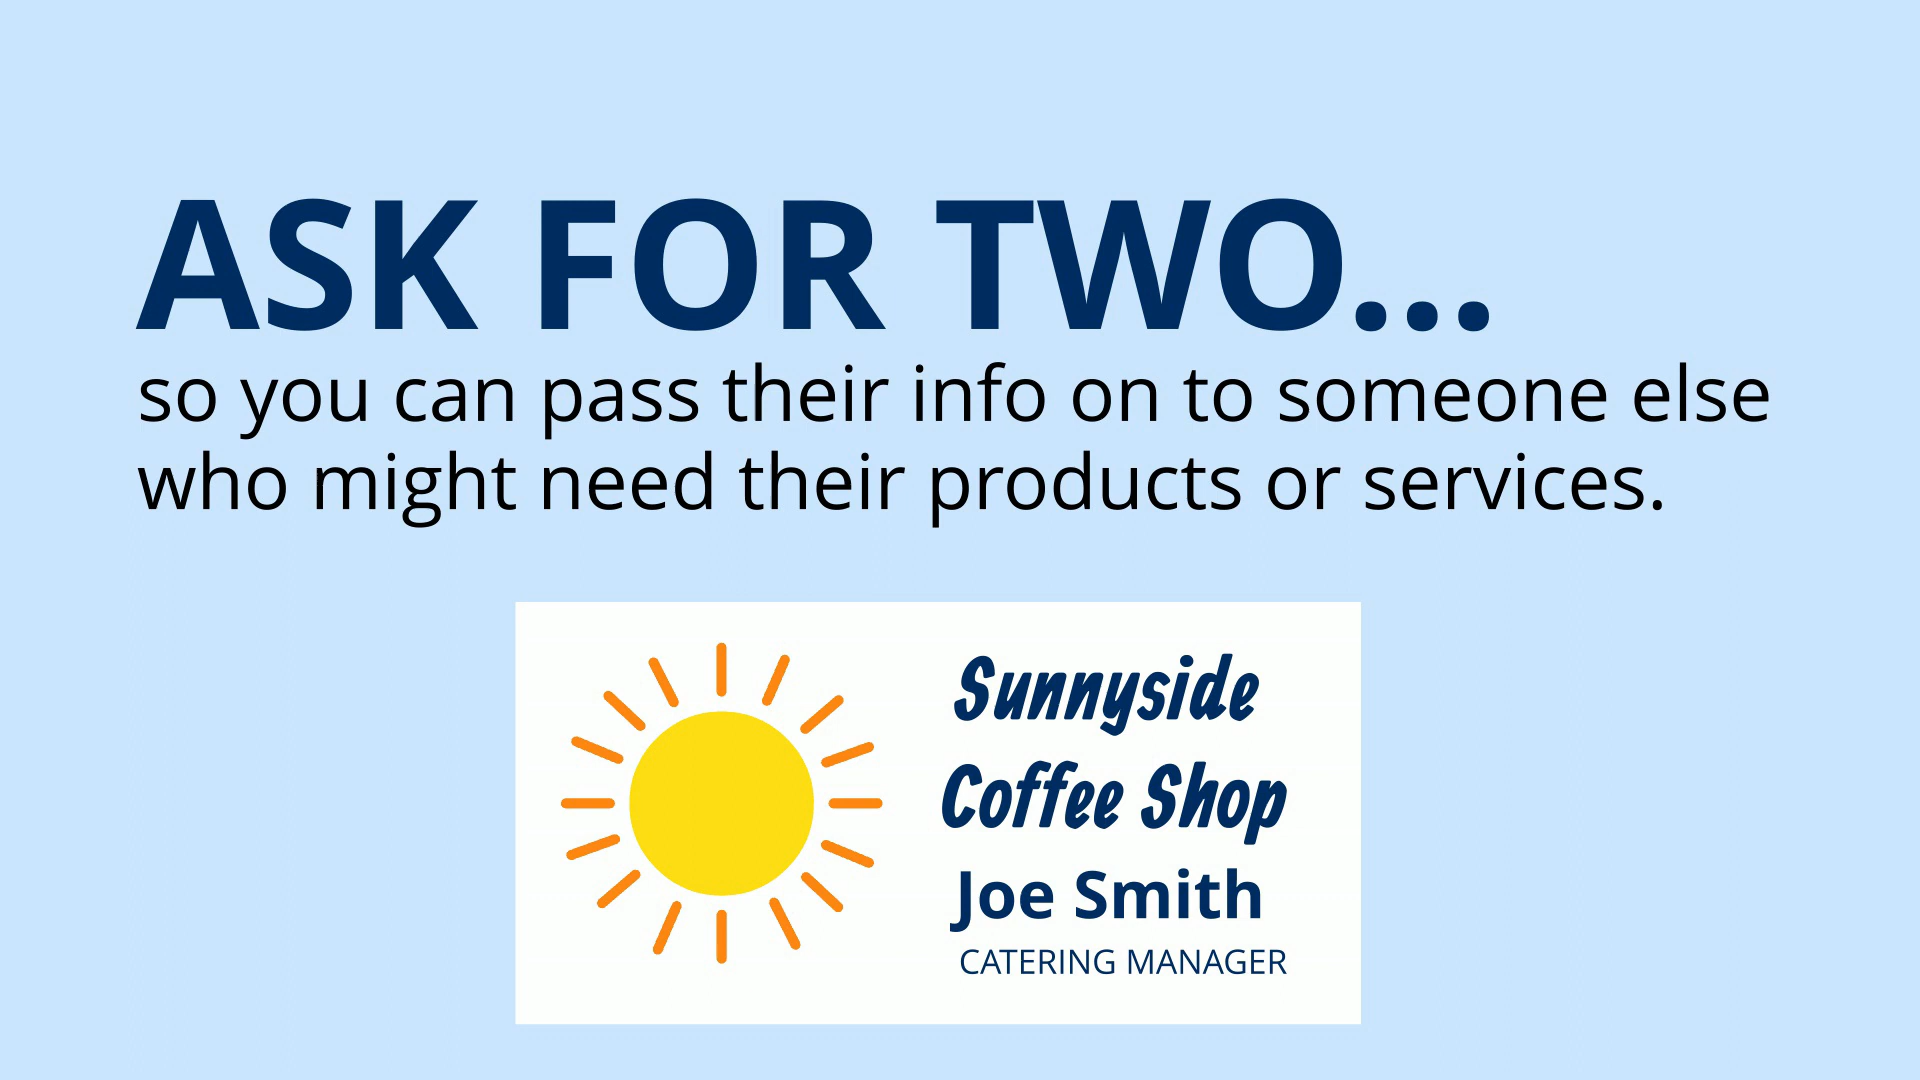 ASK FOR TWO...
so you can pass their info on to someone else
who might need their products or services.
Sunnyside
Coffee Shop
Joe Smith
CATERING MANAGER